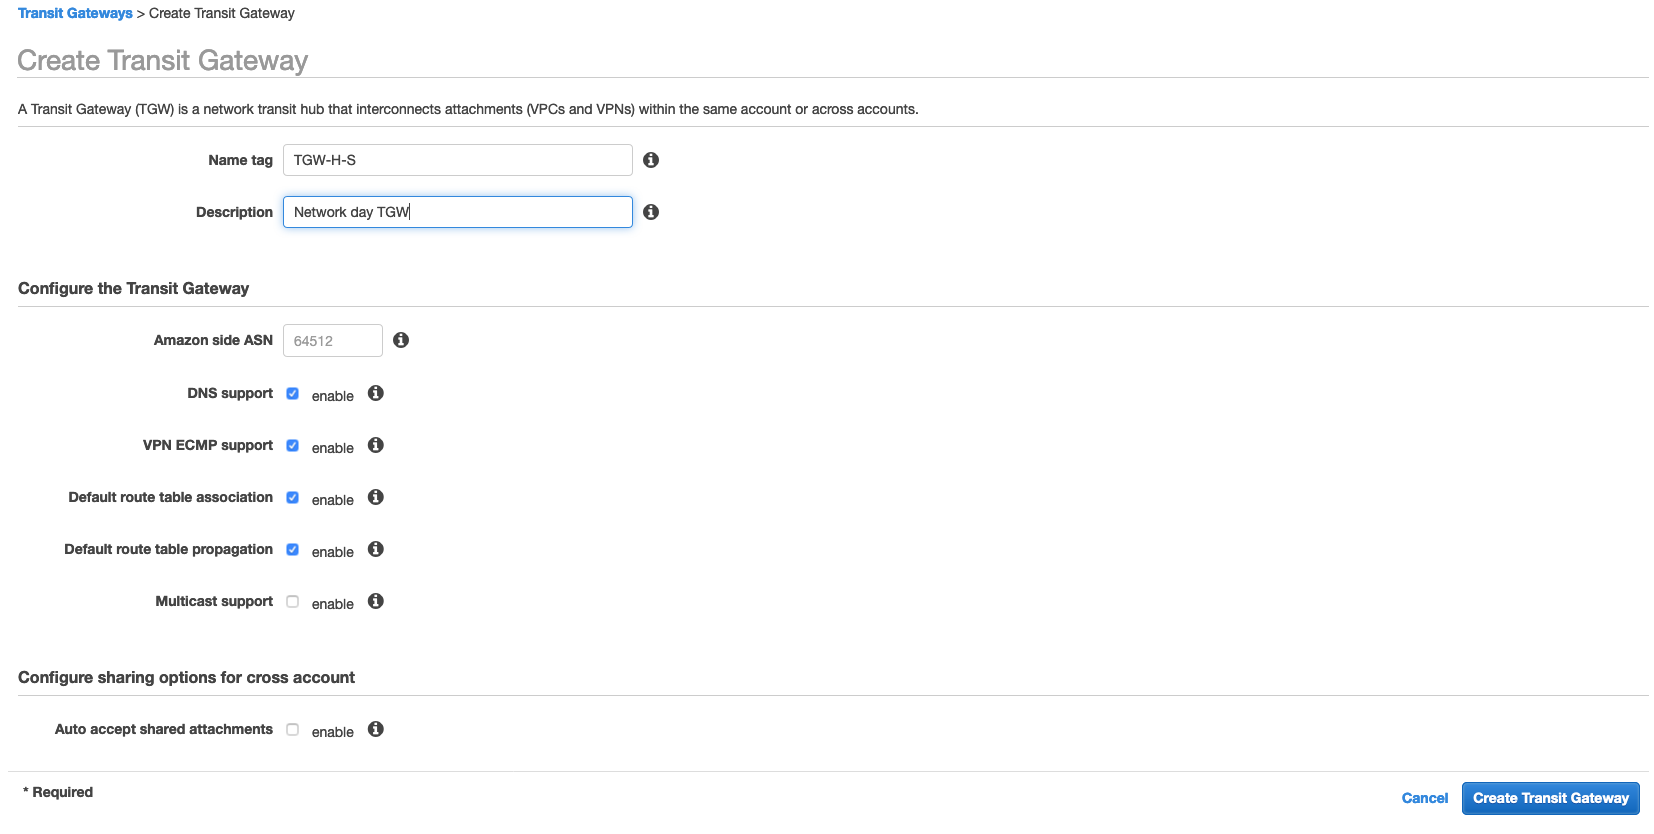 Transit Gateways > Create Transit Gateway
Create Transit Gateway
A Transit Gateway (TGW) is a network transit hub that interconnects attachments (VPCs and VPNs) within the same account or across accounts.
Name tag TGW-H-S
Description Network day TGW
Configure the Transit Gateway
Amazon side ASN 64512
DNS support enable
VPN ECMP support enable
Default route table association enable
Default route table propagation enable
Multicast support enable
Configure sharing options for cross account
Auto accept shared attachments enable
* Required
Cancel Create Transit Gateway